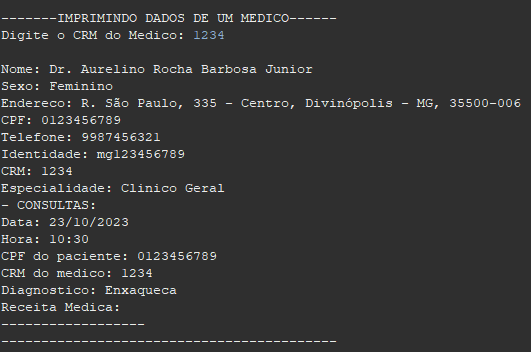 -------IMPRIMINDO DADOS DE UM MEDICO------
Digite o CRM do Medico: 1234
Nome: Dr. Aurelino Rocha Barbosa Junior
Sexo: Feminino
Endereco: R. São Paulo, 335 - Centro, Divinópolis - MG, 35500-006
CPF: 0123456789
Telefone: 9987456321
Identidade: mg123456789
CRM: 1234
Especialidade: Clinico Geral
- CONSULTAS:
Data: 23/10/2023
Hora: 10:30
CPF do paciente: 0123456789
CRM do medico: 1234
Diagnostico: Enxaqueca
Receita Medica:
------------------
------------------------------------------